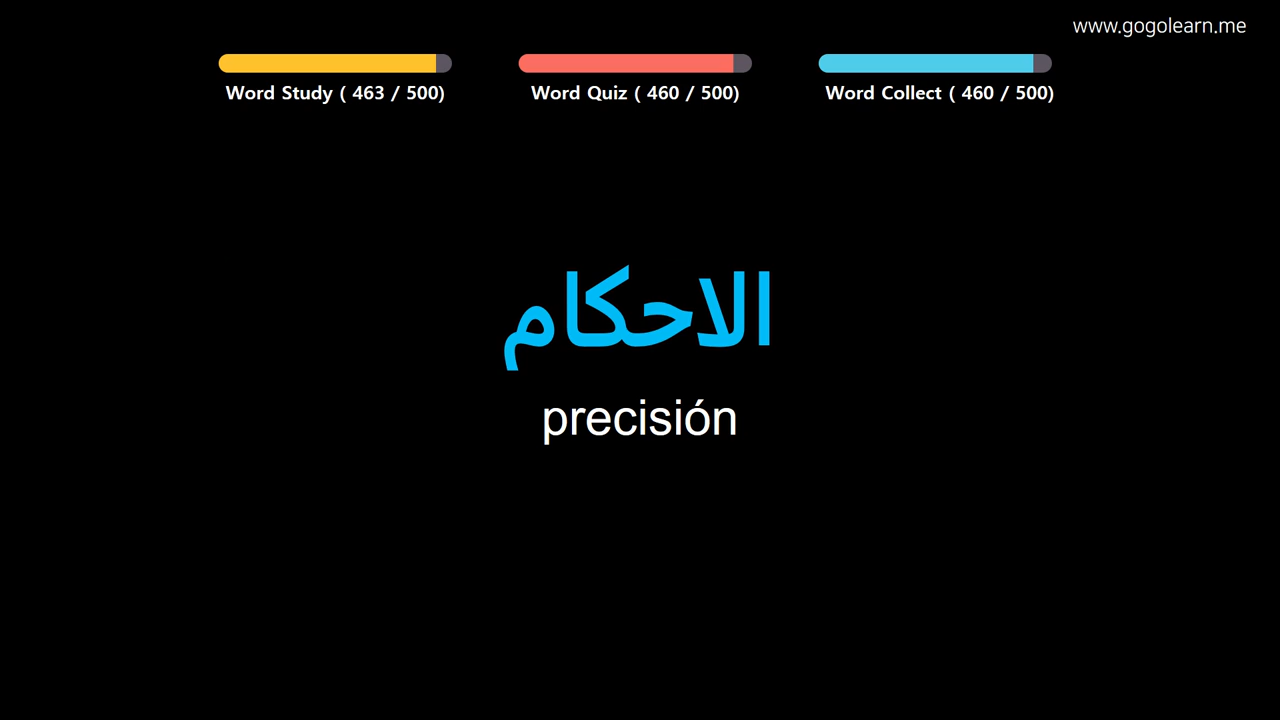 www.gogolearn.me
Word Study ( 463 / 500)
Word Quiz ( 460 / 500)
Word Collect ( 460 / 500)
الاحكام
precisión